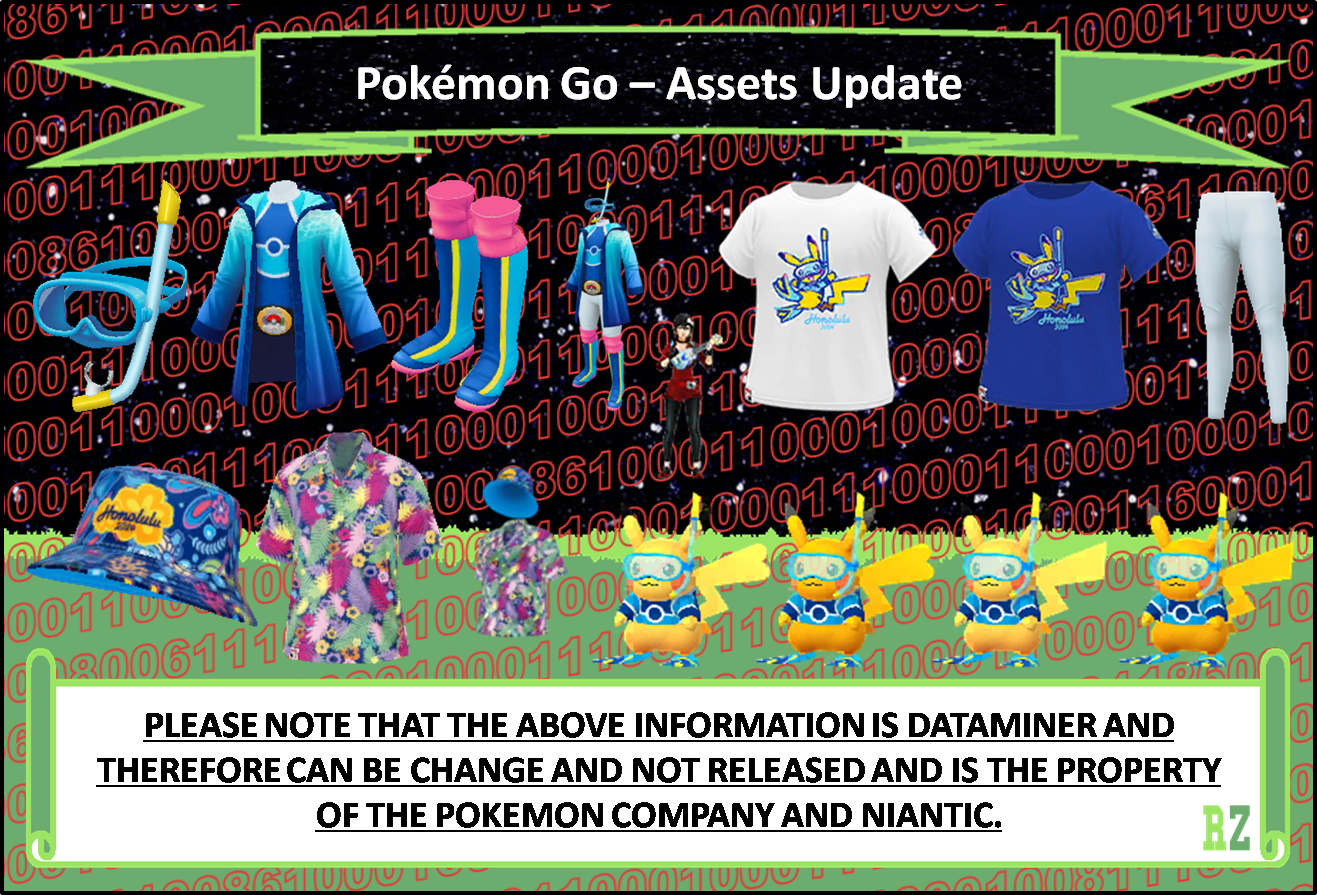 Pokémon Go – Assets Update
Honolulu
2024
Honolulu
2024
Honolulu
2024
PLEASE NOTE THAT THE ABOVE INFORMATION IS DATAMINER AND
THEREFORE CAN BE CHANGE AND NOT RELEASED AND IS THE PROPERTY
OF THE POKEMON COMPANY AND NIANTIC.
RZ